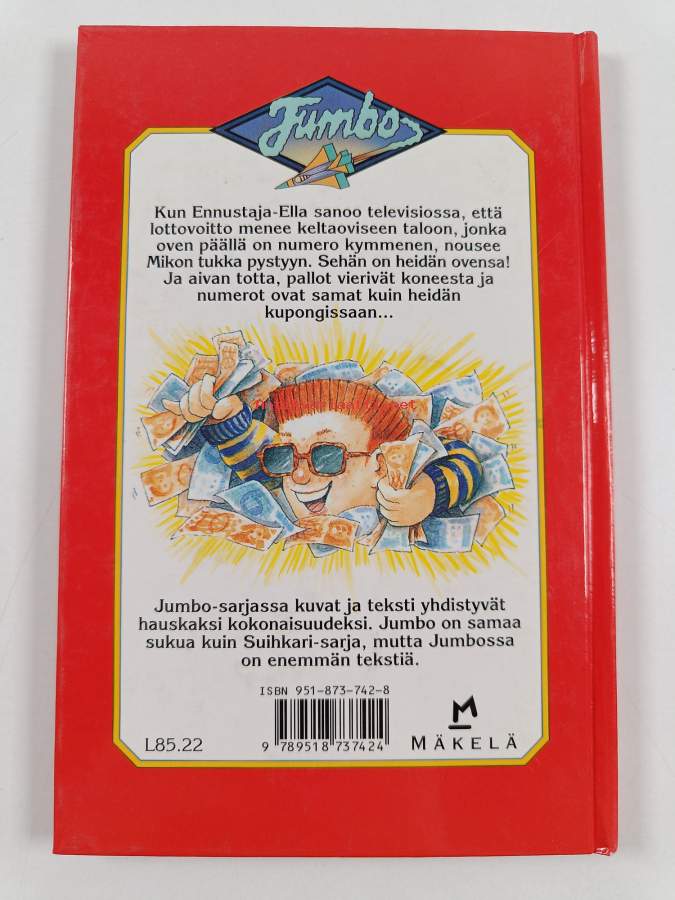 Jumbo
Kun Ennustaja-Ella sanoo televisiossa, että
lottovoitto menee keltaoviseen taloon, jonka
oven päällä on numero kymmenen, nousee
Mikon tukka pystyyn. Sehän on heidän ovensa!
Ja aivan totta, pallot vierivät koneesta ja
numerot ovat samat kuin heidän
kupongissaan...
Jumbo-sarjassa kuvat ja teksti yhdistyvät
hauskaksi kokonaisuudeksi. Jumbo on samaa
sukua kuin Suihkari-sarja, mutta Jumbossa
on enemmän tekstiä.
ISBN 951-873-742-8
L85.22
9 789518 737424
M
MÄKELÄ